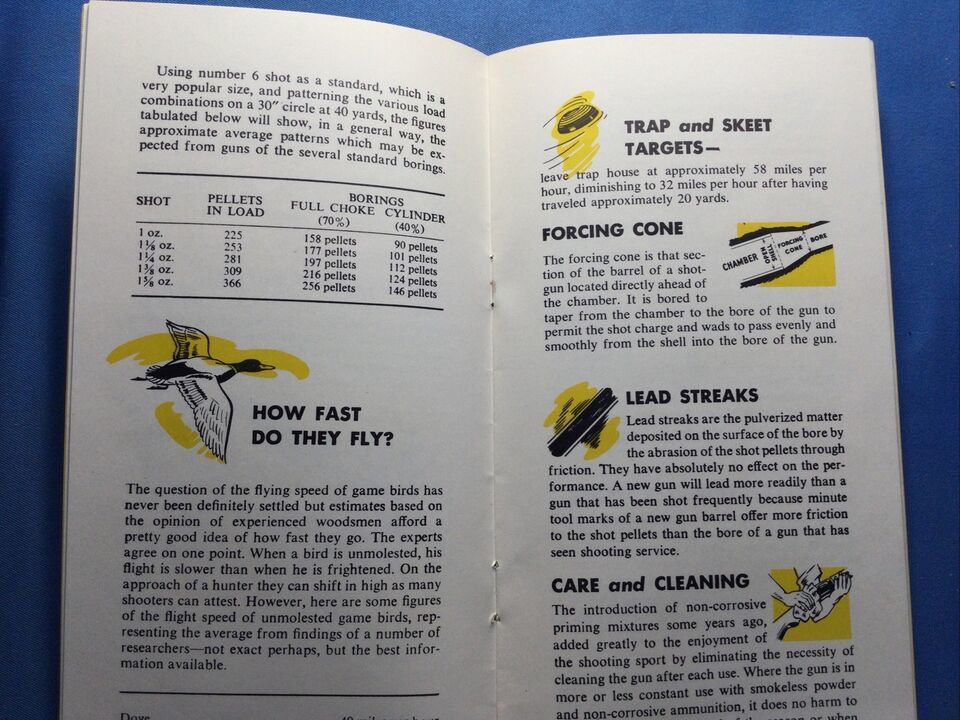 Using number 6 shot as a standard, which is a
very popular size, and patterning the various load
combinations on a 30" circle at 40 yards, the figures
tabulated below will show, in a general way, the
approximate average patterns which may be ex-
pected from guns of the several standard borings.
SHOT PELLETS IN LOAD BORINGS FULL CHOKE (70%) CYLINDER (40%)
1 oz. 225 158 pellets 90 pellets
1⅛ oz. 253 177 pellets 101 pellets
1¼ oz. 281 197 pellets 112 pellets
1⅜ oz. 309 216 pellets 124 pellets
1⅝ oz. 366 256 pellets 146 pellets
HOW FAST
DO THEY FLY?
The question of the flying speed of game birds has
never been definitely settled but estimates based on
the opinion of experienced woodsmen afford a
pretty good idea of how fast they go. The experts
agree on one point. When a bird is unmolested, his
flight is slower than when he is frightened. On the
approach of a hunter they can shift in high as many
shooters can attest. However, here are some figures
of the flight speed of unmolested game birds, rep-
resenting the average from findings of a number of
researchers—not exact perhaps, but the best infor-
mation available.
Dove
TRAP and SKEET
TARGETS—
leave trap house at approximately 58 miles per
hour, diminishing to 32 miles per hour after having
traveled approximately 20 yards.
FORCING CONE
CHAMBER
OPEN SHELL
FORCING CONE
BORE
The forcing cone is that sec-
tion of the barrel of a shot-
gun located directly ahead of
the chamber. It is bored to
taper from the chamber to the bore of the gun to
permit the shot charge and wads to pass evenly and
smoothly from the shell into the bore of the gun.
LEAD STREAKS
Lead streaks are the pulverized matter
deposited on the surface of the bore by
the abrasion of the shot pellets through
friction. They have absolutely no effect on the per-
formance. A new gun will lead more readily than a
gun that has been shot frequently because minute
tool marks of a new gun barrel offer more friction
to the shot pellets than the bore of a gun that has
seen shooting service.
CARE and CLEANING
The introduction of non-corrosive
priming mixtures some years ago,
added greatly to the enjoyment of
the shooting sport by eliminating the necessity of
cleaning the gun after each use. Where the gun is in
more or less constant use with smokeless powder
and non-corrosive ammunition, it does no harm to